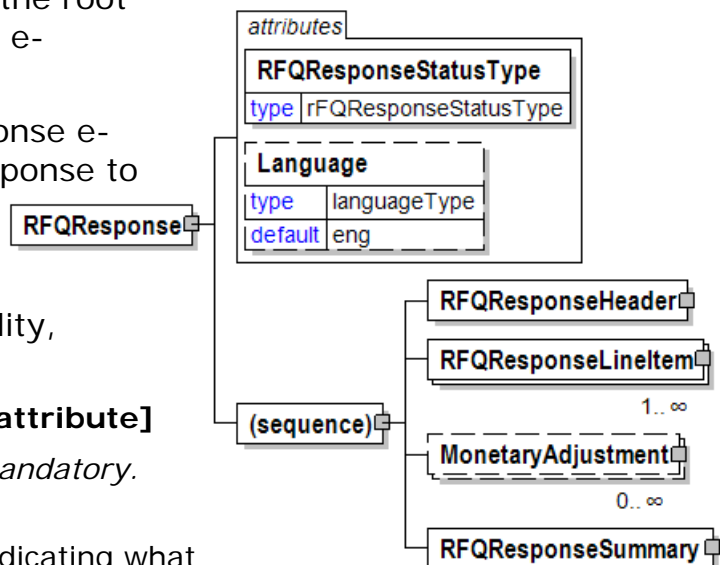 the root
e-
onse e-
ponse to
lity,
attribute]
andatory.
dicating what
attributes
RFQResponseStatusType
type rFQResponseStatusType
Language
type languageType
default eng
RFQResponse
(sequence)
RFQResponseHeader
RFQResponseLineItem
1.. ∞
MonetaryAdjustment
0.. ∞
RFQResponseSummary